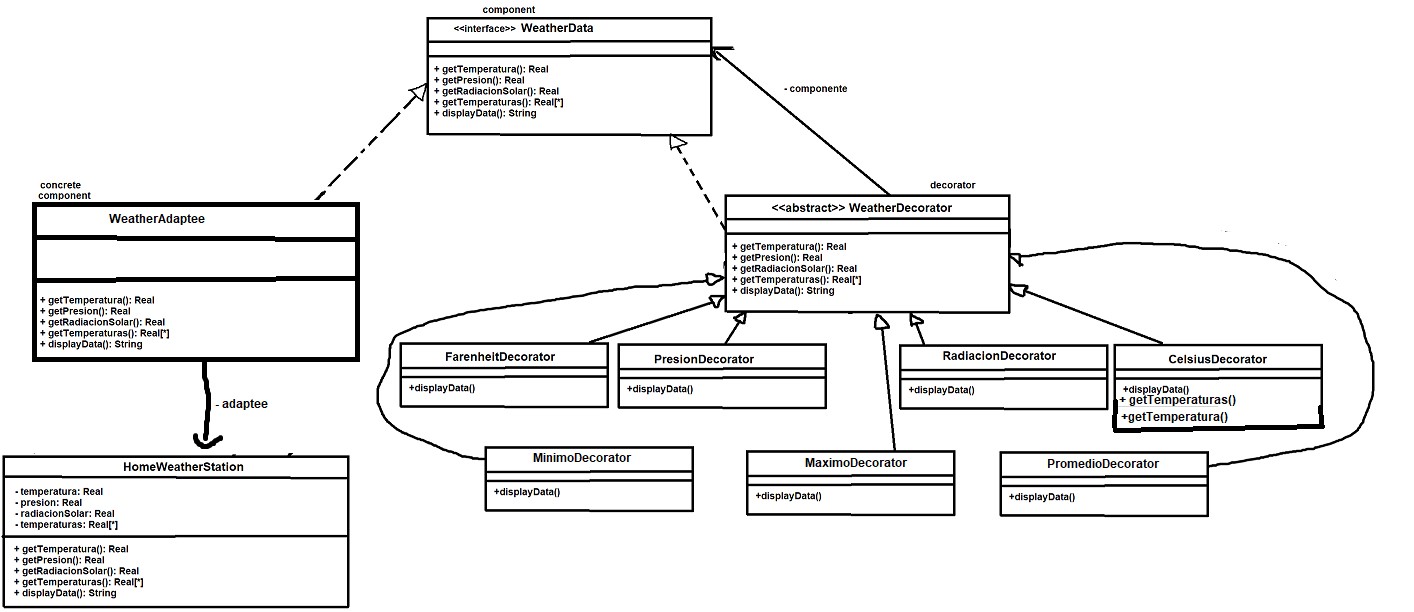 component
<<interface>> WeatherData
+ getTemperatura(): Real
+ getPresion(): Real
+ getRadiacionSolar(): Real
+ getTemperaturas(): Real[*]
+ displayData(): String
- componente
concrete
component
WeatherAdaptee
+ getTemperatura(): Real
+ getPresion(): Real
+ getRadiacionSolar(): Real
+ getTemperaturas(): Real[*]
+ displayData(): String
- adaptee
HomeWeatherStation
- temperatura: Real
- presion: Real
- radiacionSolar: Real
- temperaturas: Real[*]
+ getTemperatura(): Real
+ getPresion(): Real
+ getRadiacionSolar(): Real
+ getTemperaturas(): Real[*]
+ displayData(): String
decorator
<<abstract>> WeatherDecorator
+ getTemperatura(): Real
+ getPresion(): Real
+ getRadiacionSolar(): Real
+ getTemperaturas(): Real[*]
+ displayData(): String
FarenheitDecorator
+displayData()
PresionDecorator
+displayData()
RadiacionDecorator
+displayData()
CelsiusDecorator
+displayData()
+ getTemperaturas()
+getTemperatura()
MinimoDecorator
+displayData()
MaximoDecorator
+displayData()
PromedioDecorator
+displayData()